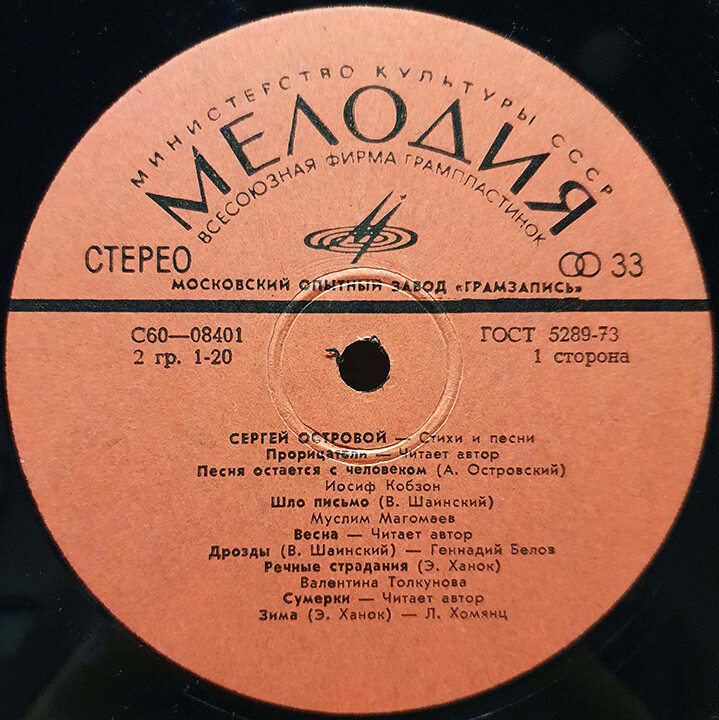 МИНИСТЕРСТВО КУЛЬТУРЫ СССР
МЕЛОДИЯ
ВСЕСОЮЗНАЯ ФИРМА ГРАМПЛАСТИНОК
СТЕРЕО
33
МОСКОВСКИЙ ОПЫТНЫЙ ЗАВОД «ГРАМЗАПИСЬ»
С60—08401
ГОСТ 5289-73
2 гр. 1-20
1 сторона
СЕРГЕЙ ОСТРОВОЙ — Стихи и песни
Прорицатели — Читает автор
Песня остается с человеком (А. Островский)
Иосиф Кобзон
Шло письмо (В. Шаинский)
Муслим Магомаев
Весна — Читает автор
Дрозды (В. Шаинский) — Геннадий Белов
Речные страдания (Э. Ханок)
Валентина Толкунова
Сумерки — Читает автор
Зима (Э. Ханок) — Л. Хомянц